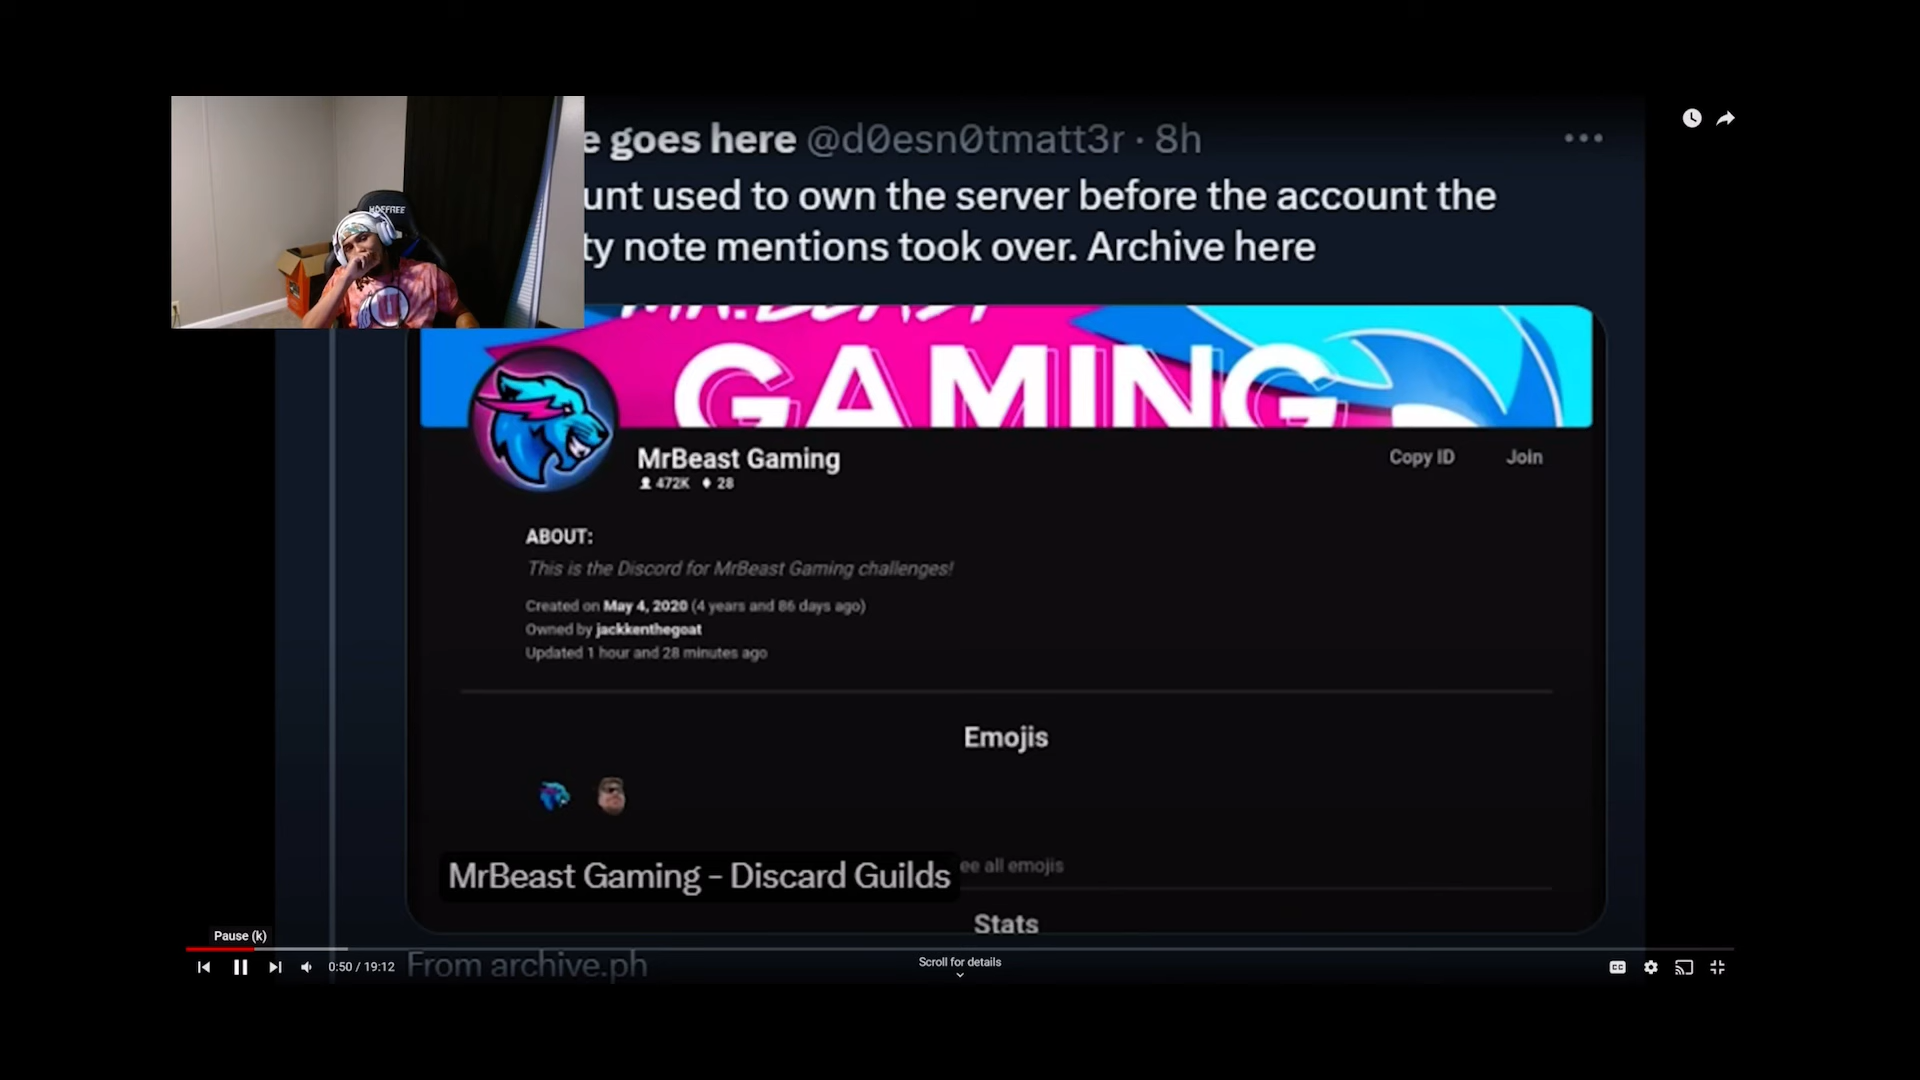 e goes here @dØesnØtmatt3r · 8h
unt used to own the server before the account the
ty note mentions took over. Archive here
GAMING
MrBeast Gaming
472K 28
Copy ID
Join
ABOUT:
This is the Discord for MrBeast Gaming challenges!
Created on May 4, 2020 (4 years and 86 days ago)
Owned by jackkenthegoat
Updated 1 hour and 28 minutes ago
Emojis
MrBeast Gaming - Discard Guilds
ee all emojis
Stats
Pause (k)
0:50 / 19:12
From archive.ph
Scroll for details
CC